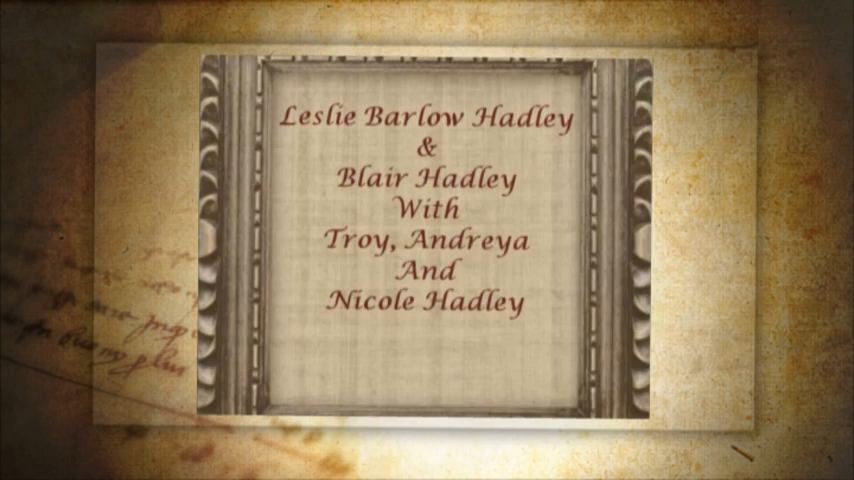 Leslie Barlow Hadley
&
Blair Hadley
With
Troy, Andreya
And
Nicole Hadley